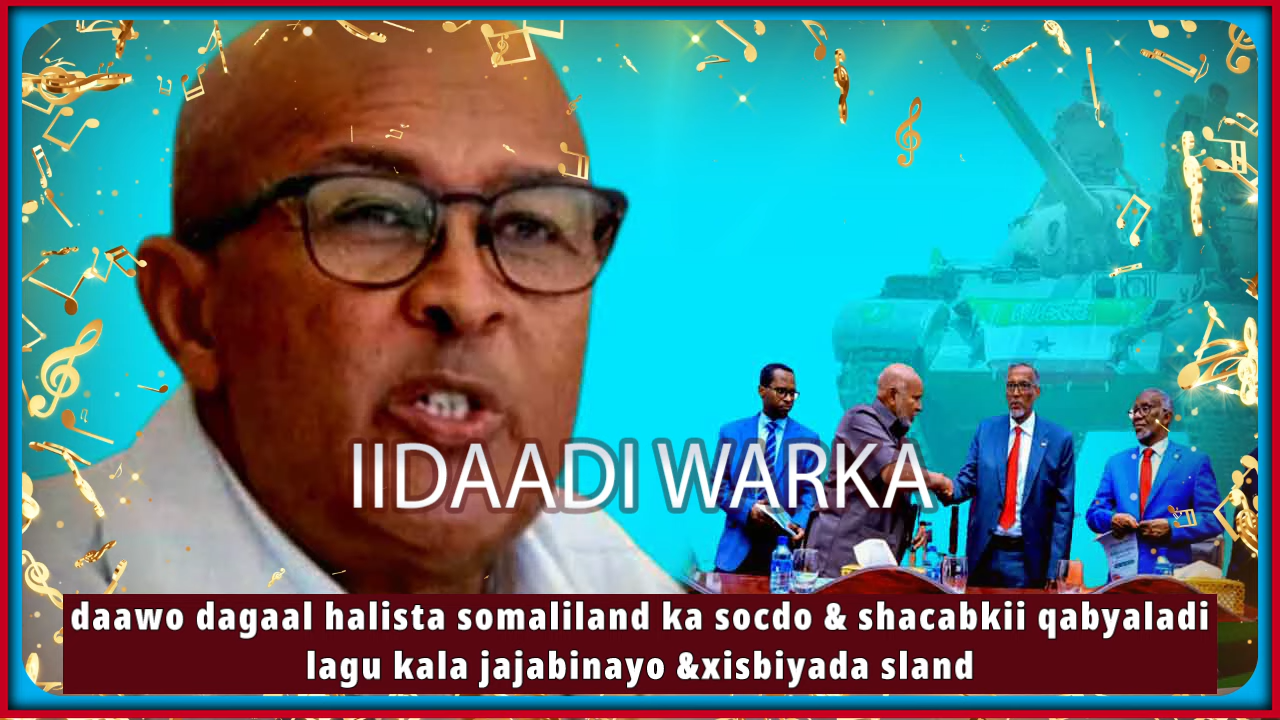 IIDAADI WARKA
daawo dagaal halista somaliland ka socdo & shacabkii qabyaladi
lagu kala jajabinayo &xisbiyada sland